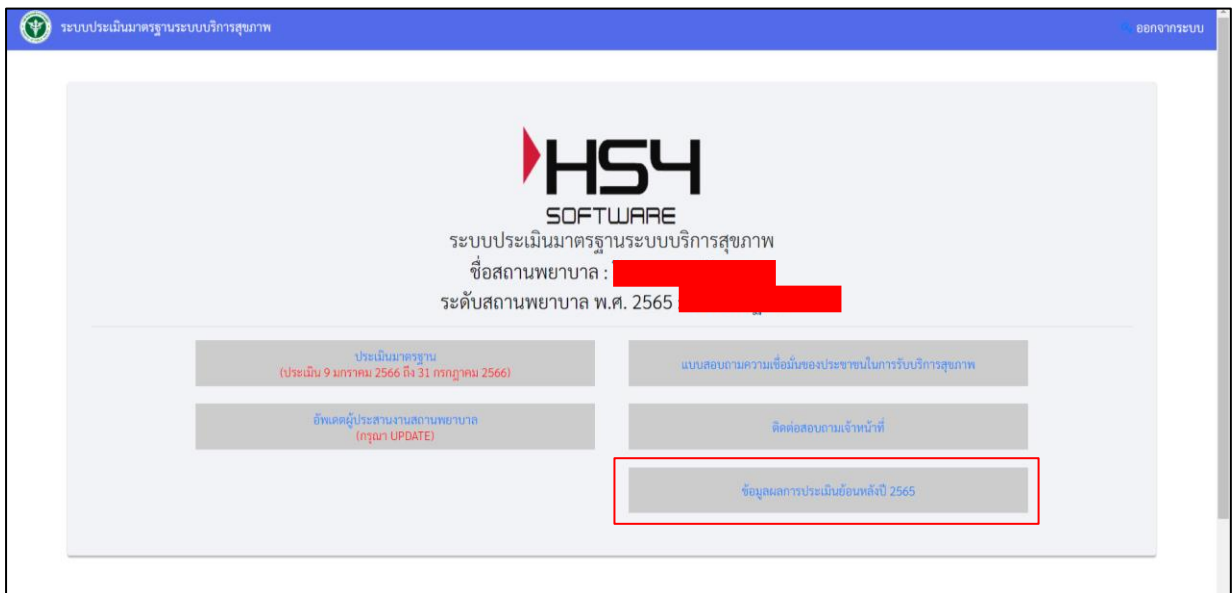 ระบบประเมินมาตรฐานระบบบริการสุขภาพ
ออกจากระบบ
HS4
SOFTWARE
ระบบประเมินมาตรฐานระบบบริการสุขภาพ
ชื่อสถานพยาบาล :
ระดับสถานพยาบาล พ.ศ. 2565 :
ประเมินมาตรฐาน
(ประเมิน 9 มกราคม 2566 ถึง 31 กรกฎาคม 2566)
แบบสอบถามความเชื่อมั่นของประชาชนในการรับบริการสุขภาพ
อัพเดตผู้ประสานงานสถานพยาบาล
(กรุณา UPDATE)
ติดต่อสอบถามเจ้าหน้าที่
ข้อมูลผลการประเมินย้อนหลังปี 2565